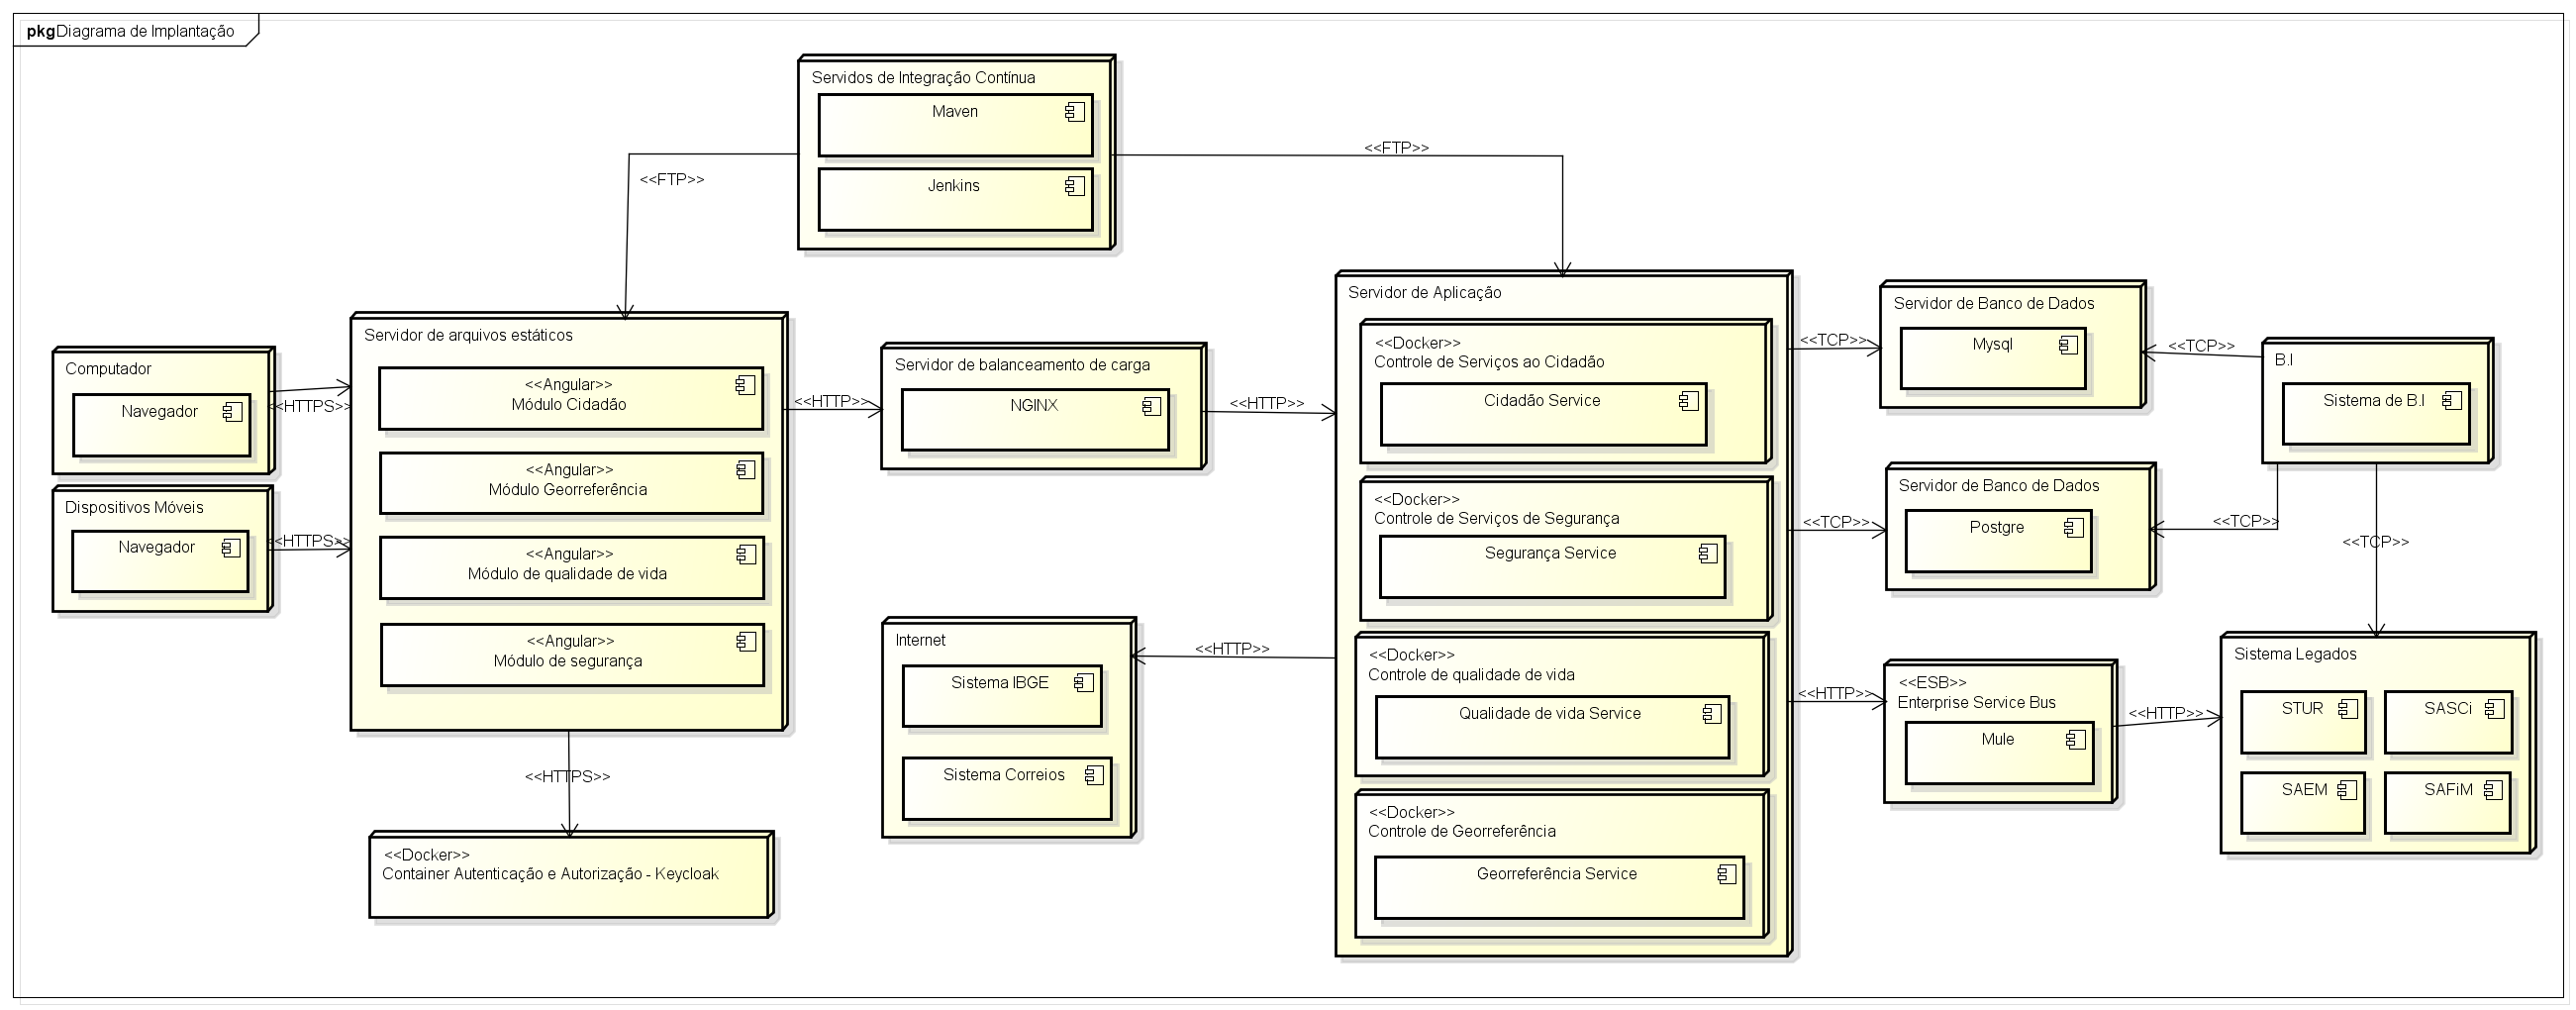 pkg Diagrama de Implantação
Servidos de Integração Contínua
Maven
Jenkins
<<FTP>>
<<FTP>>
Computador
Navegador
<<HTTPS>>
Dispositivos Móveis
Navegador
<<HTTPS>>
Servidor de arquivos estáticos
<<Angular>>
Módulo Cidadão
<<Angular>>
Módulo Georreferência
<<Angular>>
Módulo de qualidade de vida
<<Angular>>
Módulo de segurança
<<HTTPS>>
<<Docker>>
Container Autenticação e Autorização - Keycloak
<<HTTP>>
Servidor de balanceamento de carga
NGINX
<<HTTP>>
Internet
Sistema IBGE
Sistema Correios
<<HTTP>>
Servidor de Aplicação
<<Docker>>
Controle de Serviços ao Cidadão
Cidadão Service
<<Docker>>
Controle de Serviços de Segurança
Segurança Service
<<Docker>>
Controle de qualidade de vida
Qualidade de vida Service
<<Docker>>
Controle de Georreferência
Georreferência Service
<<TCP>>
Servidor de Banco de Dados
Mysql
<<TCP>>
B.I
Sistema de B.I
<<TCP>>
Servidor de Banco de Dados
Postgre
<<TCP>>
<<TCP>>
<<HTTP>>
<<ESB>>
Enterprise Service Bus
Mule
<<HTTP>>
Sistema Legados
STUR
SASCi
SAEM
SAFiM